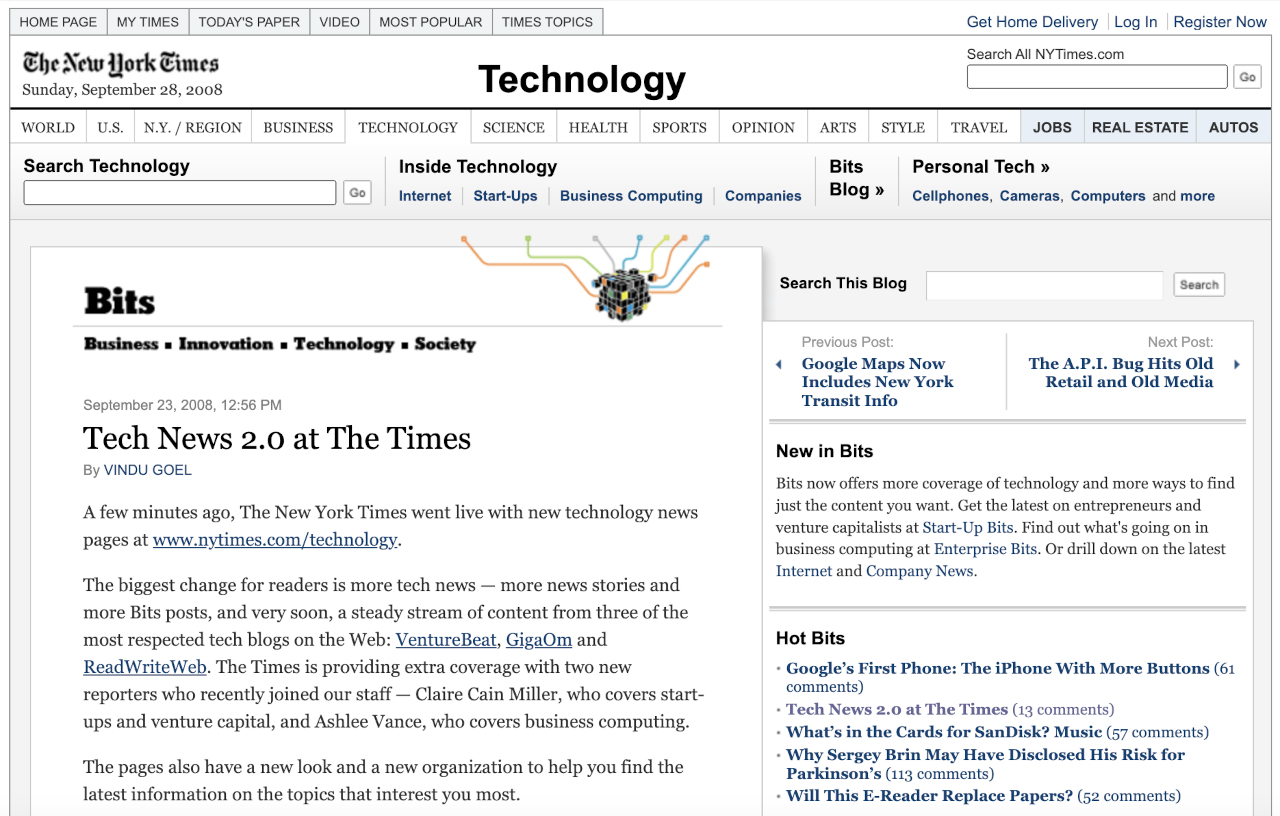 HOME PAGE MY TIMES TODAY'S PAPER VIDEO MOST POPULAR TIMES TOPICS
Get Home Delivery Log In Register Now
The New York Times
Sunday, September 28, 2008
Technology
Search All NYTimes.com
Go
WORLD U.S. N.Y. / REGION BUSINESS TECHNOLOGY SCIENCE HEALTH SPORTS OPINION ARTS STYLE TRAVEL JOBS REAL ESTATE AUTOS
Search Technology
Go
Inside Technology
Internet Start-Ups Business Computing Companies
Bits
Blog »
Personal Tech »
Cellphones, Cameras, Computers and more
Bits
Business ▪ Innovation ▪ Technology ▪ Society
September 23, 2008, 12:56 PM
Tech News 2.0 at The Times
By VINDU GOEL
A few minutes ago, The New York Times went live with new technology news
pages at www.nytimes.com/technology.
The biggest change for readers is more tech news — more news stories and
more Bits posts, and very soon, a steady stream of content from three of the
most respected tech blogs on the Web: VentureBeat, GigaOm and
ReadWriteWeb. The Times is providing extra coverage with two new
reporters who recently joined our staff — Claire Cain Miller, who covers start-
ups and venture capital, and Ashlee Vance, who covers business computing.
The pages also have a new look and a new organization to help you find the
latest information on the topics that interest you most.
Search This Blog
Search
Previous Post:
Google Maps Now
Includes New York
Transit Info
Next Post:
The A.P.I. Bug Hits Old
Retail and Old Media
New in Bits
Bits now offers more coverage of technology and more ways to find
just the content you want. Get the latest on entrepreneurs and
venture capitalists at Start-Up Bits. Find out what's going on in
business computing at Enterprise Bits. Or drill down on the latest
Internet and Company News.
Hot Bits
• Google's First Phone: The iPhone With More Buttons (61
comments)
• Tech News 2.0 at The Times (13 comments)
• What's in the Cards for SanDisk? Music (57 comments)
• Why Sergey Brin May Have Disclosed His Risk for
Parkinson's (113 comments)
• Will This E-Reader Replace Papers? (52 comments)